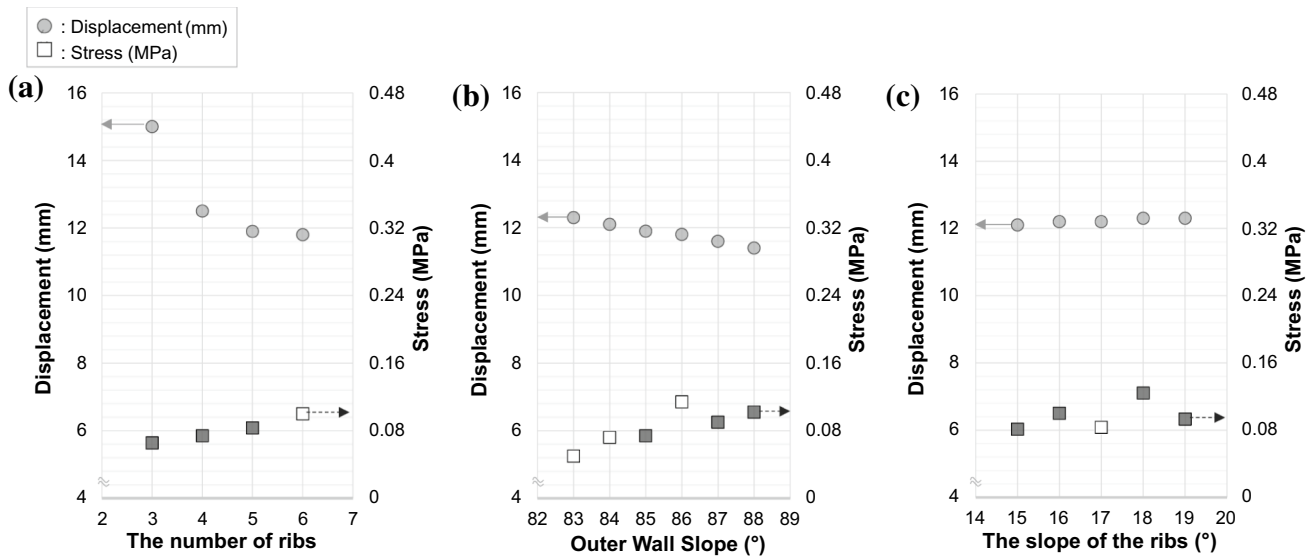 : Displacement (mm)
: Stress (MPa)
(a)
16
14
12
10
8
6
4
Displacement (mm)
0.48
0.4
0.32
0.24
0.16
0.08
0
Stress (MPa)
2 3 4 5 6 7
The number of ribs
(b)
16
14
12
10
8
6
4
Displacement (mm)
0.48
0.4
0.32
0.24
0.16
0.08
0
Stress (MPa)
82 83 84 85 86 87 88 89
Outer Wall Slope (°)
(c)
16
14
12
10
8
6
4
Displacement (mm)
0.48
0.4
0.32
0.24
0.16
0.08
0
Stress (MPa)
14 15 16 17 18 19 20
The slope of the ribs (°)